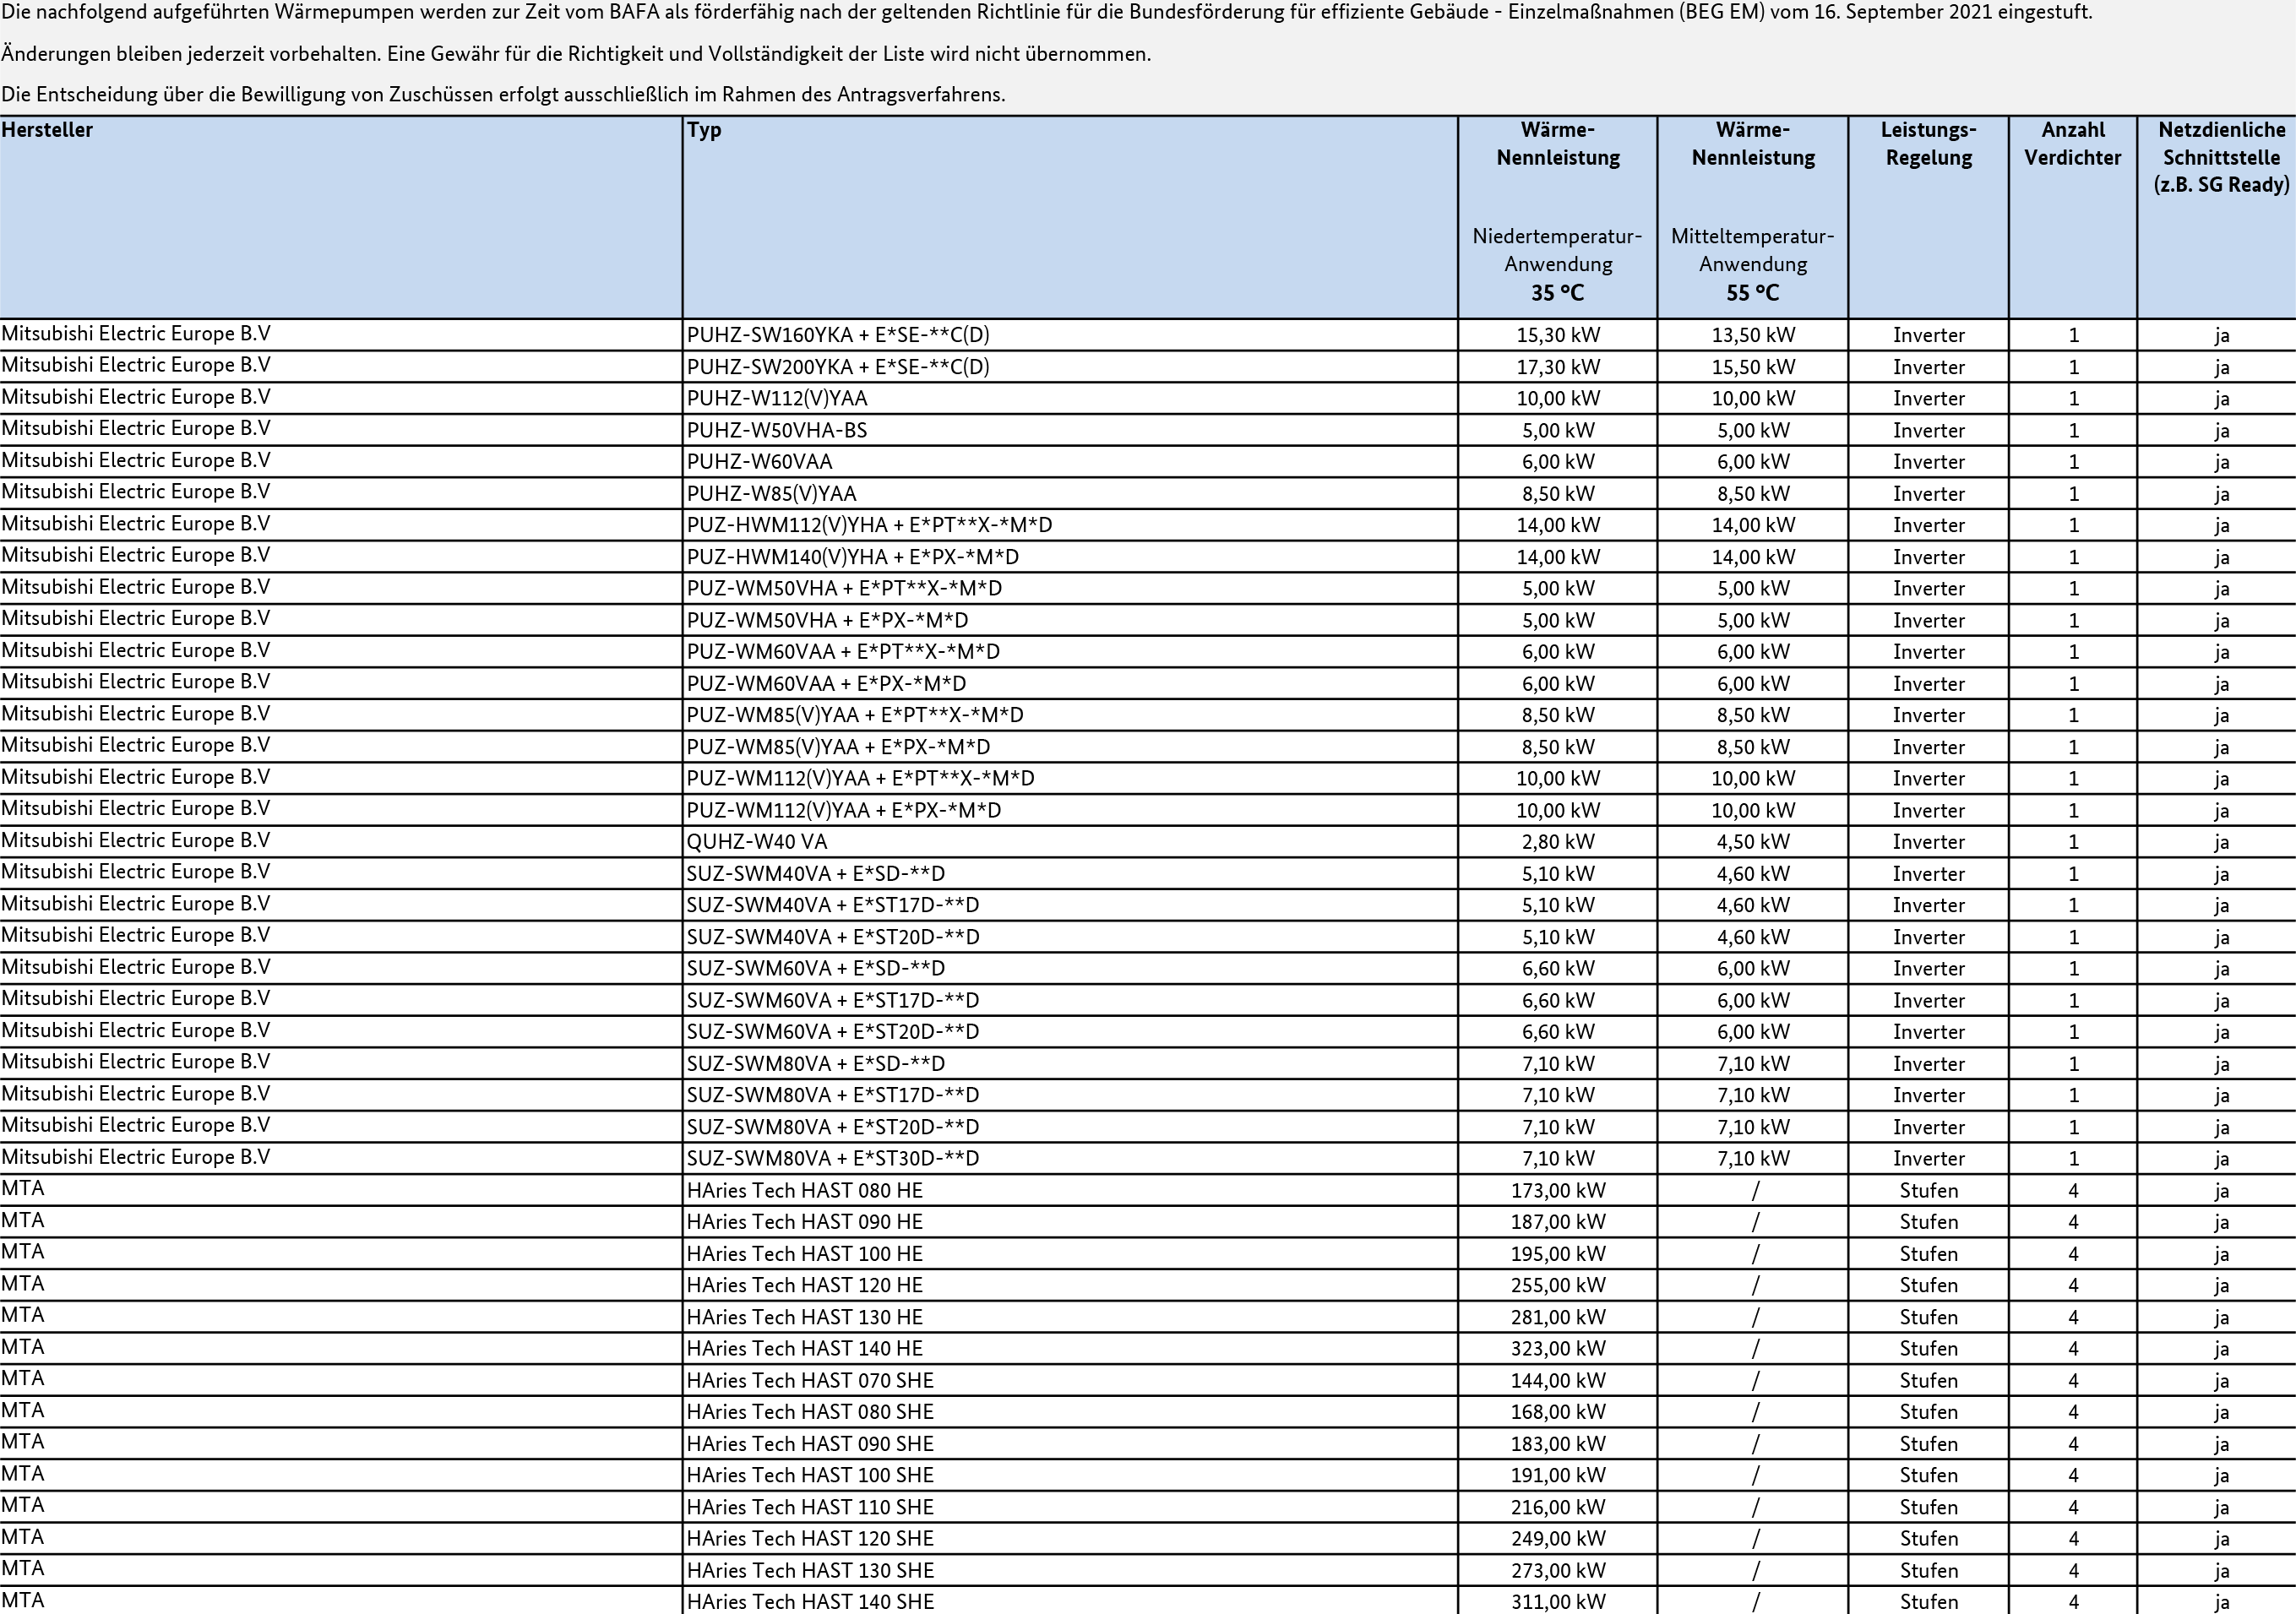 Die nachfolgend aufgeführten Wärmepumpen werden zur Zeit vom BAFA als förderfähig nach der geltenden Richtlinie für die Bundesförderung für effiziente Gebäude - Einzelmaßnahmen (BEG EM) vom 16. September 2021 eingestuft.
Änderungen bleiben jederzeit vorbehalten. Eine Gewähr für die Richtigkeit und Vollständigkeit der Liste wird nicht übernommen.
Die Entscheidung über die Bewilligung von Zuschüssen erfolgt ausschließlich im Rahmen des Antragsverfahrens.
Hersteller Typ Wärme- Wärme- Leistungs- Anzahl Netzdienliche
Nennleistung Nennleistung Regelung Verdichter Schnittstelle
(z.B. SG Ready)
Niedertemperatur- Mitteltemperatur-
Anwendung Anwendung
35 °C 55 °C
Mitsubishi Electric Europe B.V PUHZ-SW160YKA + E*SE-**C(D) 15,30 kW 13,50 kW Inverter 1 ja
Mitsubishi Electric Europe B.V PUHZ-SW200YKA + E*SE-**C(D) 17,30 kW 15,50 kW Inverter 1 ja
Mitsubishi Electric Europe B.V PUHZ-W112(V)YAA 10,00 kW 10,00 kW Inverter 1 ja
Mitsubishi Electric Europe B.V PUHZ-W50VHA-BS 5,00 kW 5,00 kW Inverter 1 ja
Mitsubishi Electric Europe B.V PUHZ-W60VAA 6,00 kW 6,00 kW Inverter 1 ja
Mitsubishi Electric Europe B.V PUHZ-W85(V)YAA 8,50 kW 8,50 kW Inverter 1 ja
Mitsubishi Electric Europe B.V PUZ-HWM112(V)YHA + E*PT**X-*M*D 14,00 kW 14,00 kW Inverter 1 ja
Mitsubishi Electric Europe B.V PUZ-HWM140(V)YHA + E*PX-*M*D 14,00 kW 14,00 kW Inverter 1 ja
Mitsubishi Electric Europe B.V PUZ-WM50VHA + E*PT**X-*M*D 5,00 kW 5,00 kW Inverter 1 ja
Mitsubishi Electric Europe B.V PUZ-WM50VHA + E*PX-*M*D 5,00 kW 5,00 kW Inverter 1 ja
Mitsubishi Electric Europe B.V PUZ-WM60VAA + E*PT**X-*M*D 6,00 kW 6,00 kW Inverter 1 ja
Mitsubishi Electric Europe B.V PUZ-WM60VAA + E*PX-*M*D 6,00 kW 6,00 kW Inverter 1 ja
Mitsubishi Electric Europe B.V PUZ-WM85(V)YAA + E*PT**X-*M*D 8,50 kW 8,50 kW Inverter 1 ja
Mitsubishi Electric Europe B.V PUZ-WM85(V)YAA + E*PX-*M*D 8,50 kW 8,50 kW Inverter 1 ja
Mitsubishi Electric Europe B.V PUZ-WM112(V)YAA + E*PT**X-*M*D 10,00 kW 10,00 kW Inverter 1 ja
Mitsubishi Electric Europe B.V PUZ-WM112(V)YAA + E*PX-*M*D 10,00 kW 10,00 kW Inverter 1 ja
Mitsubishi Electric Europe B.V QUHZ-W40 VA 2,80 kW 4,50 kW Inverter 1 ja
Mitsubishi Electric Europe B.V SUZ-SWM40VA + E*SD-**D 5,10 kW 4,60 kW Inverter 1 ja
Mitsubishi Electric Europe B.V SUZ-SWM40VA + E*ST17D-**D 5,10 kW 4,60 kW Inverter 1 ja
Mitsubishi Electric Europe B.V SUZ-SWM40VA + E*ST20D-**D 5,10 kW 4,60 kW Inverter 1 ja
Mitsubishi Electric Europe B.V SUZ-SWM60VA + E*SD-**D 6,60 kW 6,00 kW Inverter 1 ja
Mitsubishi Electric Europe B.V SUZ-SWM60VA + E*ST17D-**D 6,60 kW 6,00 kW Inverter 1 ja
Mitsubishi Electric Europe B.V SUZ-SWM60VA + E*ST20D-**D 6,60 kW 6,00 kW Inverter 1 ja
Mitsubishi Electric Europe B.V SUZ-SWM80VA + E*SD-**D 7,10 kW 7,10 kW Inverter 1 ja
Mitsubishi Electric Europe B.V SUZ-SWM80VA + E*ST17D-**D 7,10 kW 7,10 kW Inverter 1 ja
Mitsubishi Electric Europe B.V SUZ-SWM80VA + E*ST20D-**D 7,10 kW 7,10 kW Inverter 1 ja
Mitsubishi Electric Europe B.V SUZ-SWM80VA + E*ST30D-**D 7,10 kW 7,10 kW Inverter 1 ja
MTA HAries Tech HAST 080 HE 173,00 kW / Stufen 4 ja
MTA HAries Tech HAST 090 HE 187,00 kW / Stufen 4 ja
MTA HAries Tech HAST 100 HE 195,00 kW / Stufen 4 ja
MTA HAries Tech HAST 120 HE 255,00 kW / Stufen 4 ja
MTA HAries Tech HAST 130 HE 281,00 kW / Stufen 4 ja
MTA HAries Tech HAST 140 HE 323,00 kW / Stufen 4 ja
MTA HAries Tech HAST 070 SHE 144,00 kW / Stufen 4 ja
MTA HAries Tech HAST 080 SHE 168,00 kW / Stufen 4 ja
MTA HAries Tech HAST 090 SHE 183,00 kW / Stufen 4 ja
MTA HAries Tech HAST 100 SHE 191,00 kW / Stufen 4 ja
MTA HAries Tech HAST 110 SHE 216,00 kW / Stufen 4 ja
MTA HAries Tech HAST 120 SHE 249,00 kW / Stufen 4 ja
MTA HAries Tech HAST 130 SHE 273,00 kW / Stufen 4 ja
MTA HAries Tech HAST 140 SHE 311,00 kW / Stufen 4 ja